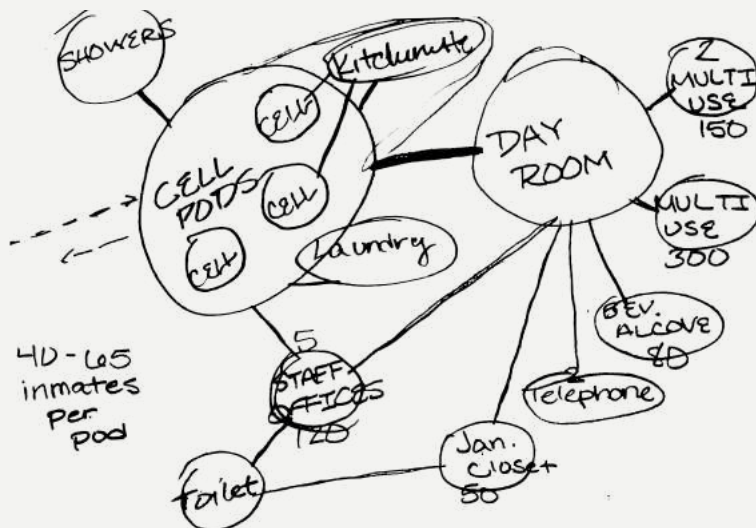 SHOWERS
Kitchenette
CELL
CELL
PODS
CELL
CELL
DAY
ROOM
2
MULTI
USE
150
MULTI
USE
300
Laundry
BEV.
ALCOVE
80
Telephone
5
STAFF
OFFICES
120
40-65
inmates
per
pod
Toilet
Jan.
Closet
50